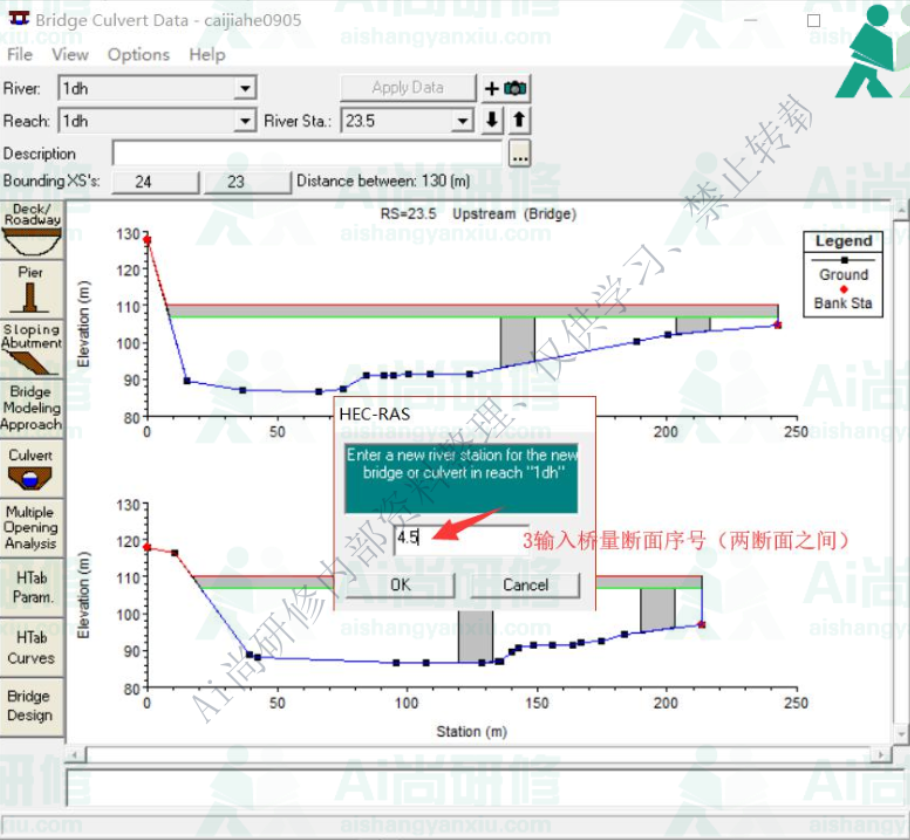 Bridge Culvert Data - caijiahe0905
File View Options Help
River: 1dh Apply Data
Reach: 1dh River Sta.: 23.5
Description ...
Bounding XS's: 24 23 Distance between: 130 (m)
Deck/
Roadway
Pier
Sloping
Abutment
Bridge
Modeling
Approach
Culvert
Multiple
Opening
Analysis
HTab
Param.
HTab
Curves
Bridge
Design
RS=23.5 Upstream (Bridge)
130
120
110
100
90
80
Elevation (m)
0 50 200 250
Legend
Ground
Bank Sta
HEC-RAS
Enter a new river station for the new
bridge or culvert in reach "1dh"
4.5
3输入桥量断面序号（两断面之间）
OK Cancel
130
120
110
100
90
80
Elevation (m)
0 50 100 150 200 250
Station (m)
Ai尚研修内部资料整理、仅供学习、禁止转载
Ai尚研修
aishangyanxiu.com